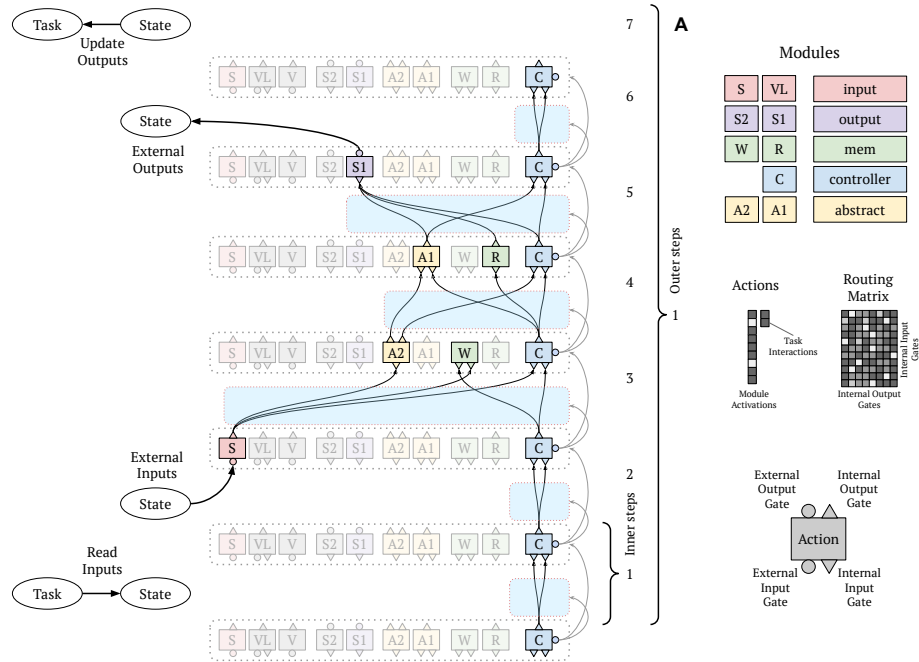 Task State
Update
Outputs
7
A
Modules
S VL V S2 S1 A2 A1 W R C
6
S VL input
State
S2 S1 output
External
Outputs
W R mem
S VL V S2 S1 A2 A1 W R C
C controller
5
A2 A1 abstract
S VL V S2 S1 A2 A1 W R C
4
Outer steps
1
Actions
Routing
Matrix
Task
Interactions
Internal Input
Gates
Module
Activations
Internal Output
Gates
S VL V S2 S1 A2 A1 W R C
3
S VL V S2 S1 A2 A1 W R C
External
Inputs
State
2
Inner steps
1
External
Output
Gate
Internal
Output
Gate
Action
External
Input
Gate
Internal
Input
Gate
S VL V S2 S1 A2 A1 W R C
Read
Inputs
Task State
S VL V S2 S1 A2 A1 W R C